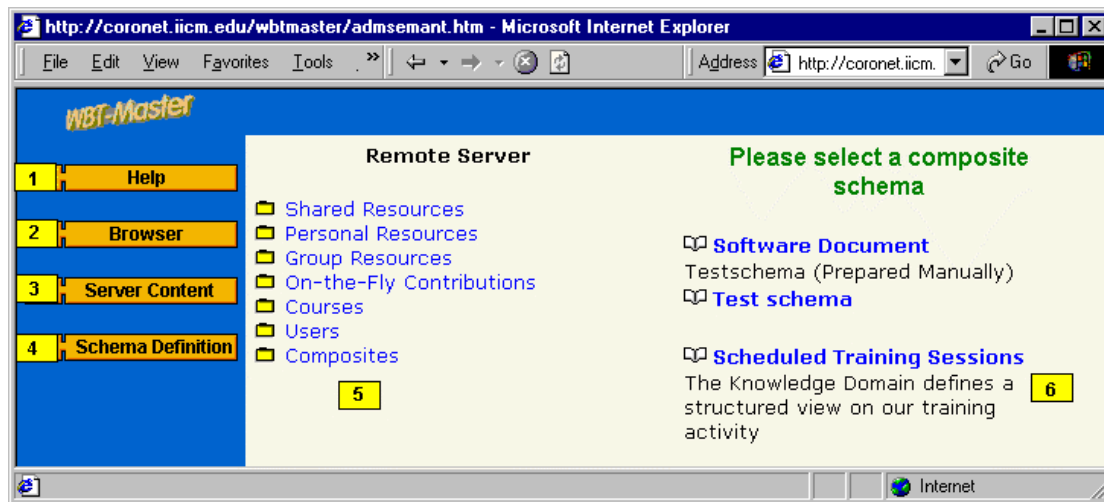 http://coronet.iicm.edu/wbtmaster/admsemant.htm - Microsoft Internet Explorer
File Edit View Favorites Tools » Address http://coronet.iicm. Go
WBT-Master
Remote Server
Please select a composite
schema
1 Help
2 Browser
3 Server Content
4 Schema Definition
Shared Resources
Personal Resources
Group Resources
On-the-Fly Contributions
Courses
Users
Composites
5
Software Document
Testschema (Prepared Manually)
Test schema
Scheduled Training Sessions
The Knowledge Domain defines a
structured view on our training
activity
6
Internet